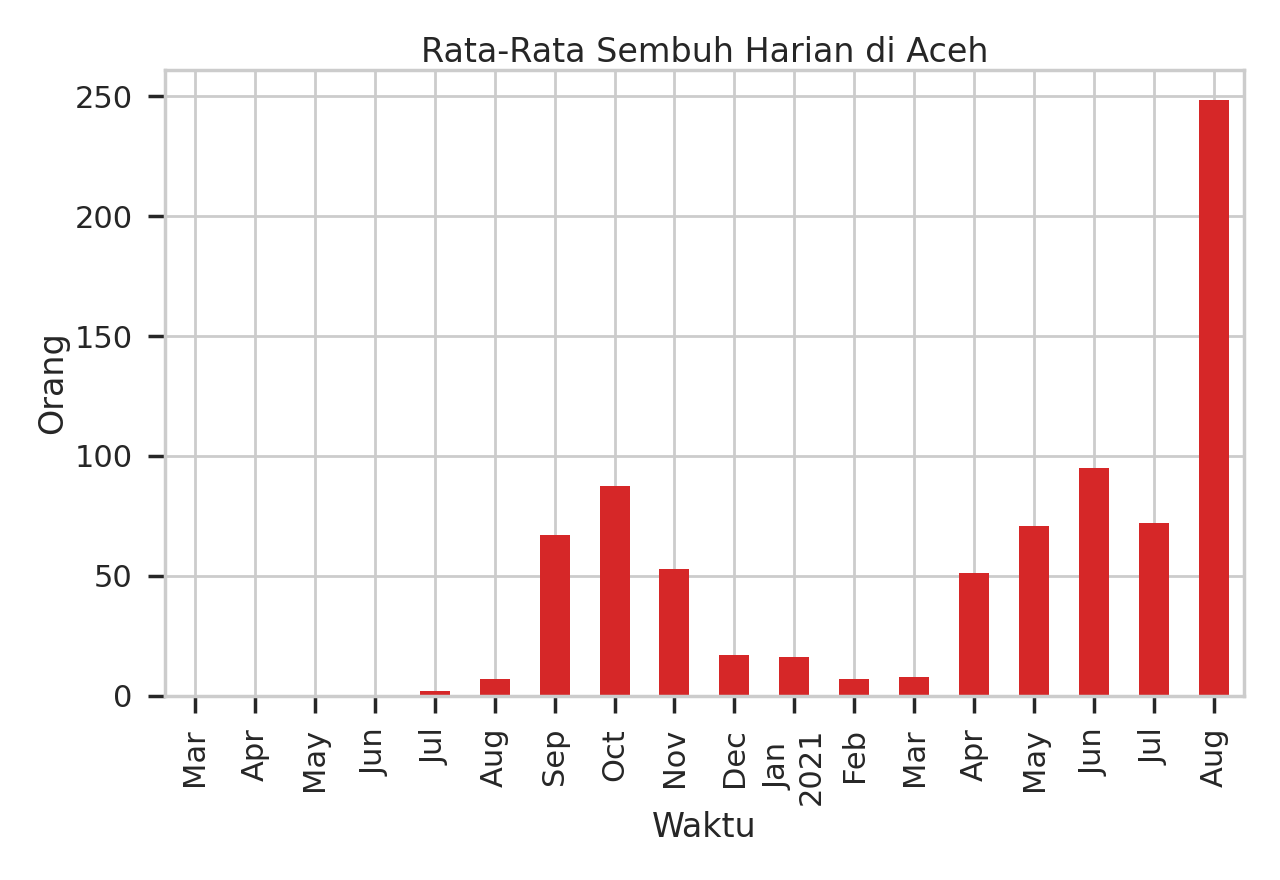 Rata-Rata Sembuh Harian di Aceh
Orang
250
200
150
100
50
0
Mar
Apr
May
Jun
Jul
Aug
Sep
Oct
Nov
Dec
Jan
2021
Feb
Mar
Apr
May
Jun
Jul
Aug
Waktu